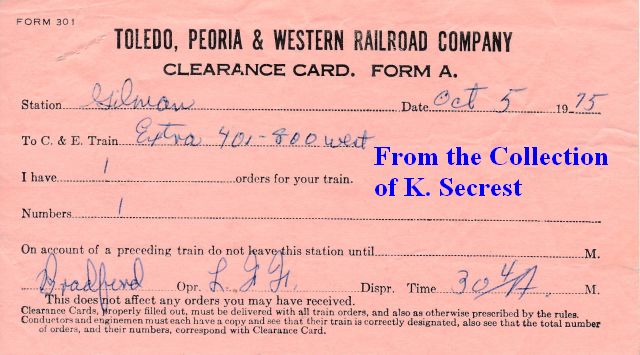 FORM 301
TOLEDO, PEORIA & WESTERN RAILROAD COMPANY
CLEARANCE CARD. FORM A.
Station Gilman Date Oct 5 1975
To C. & E. Train Extra 401-800 west
I have 1 orders for your train.
From the Collection
of K. Secrest
Numbers 1
On account of a preceding train do not leave this station until M.
Bradford Opr. Dispr. Time M.
This does not affect any orders you may have received.
Clearance Cards, properly filled out, must be delivered with all train orders, and also as otherwise prescribed by the rules.
Conductors and enginemen must each have a copy and see that their train is correctly designated, also see that the total number
of orders, and their numbers, correspond with Clearance Card.